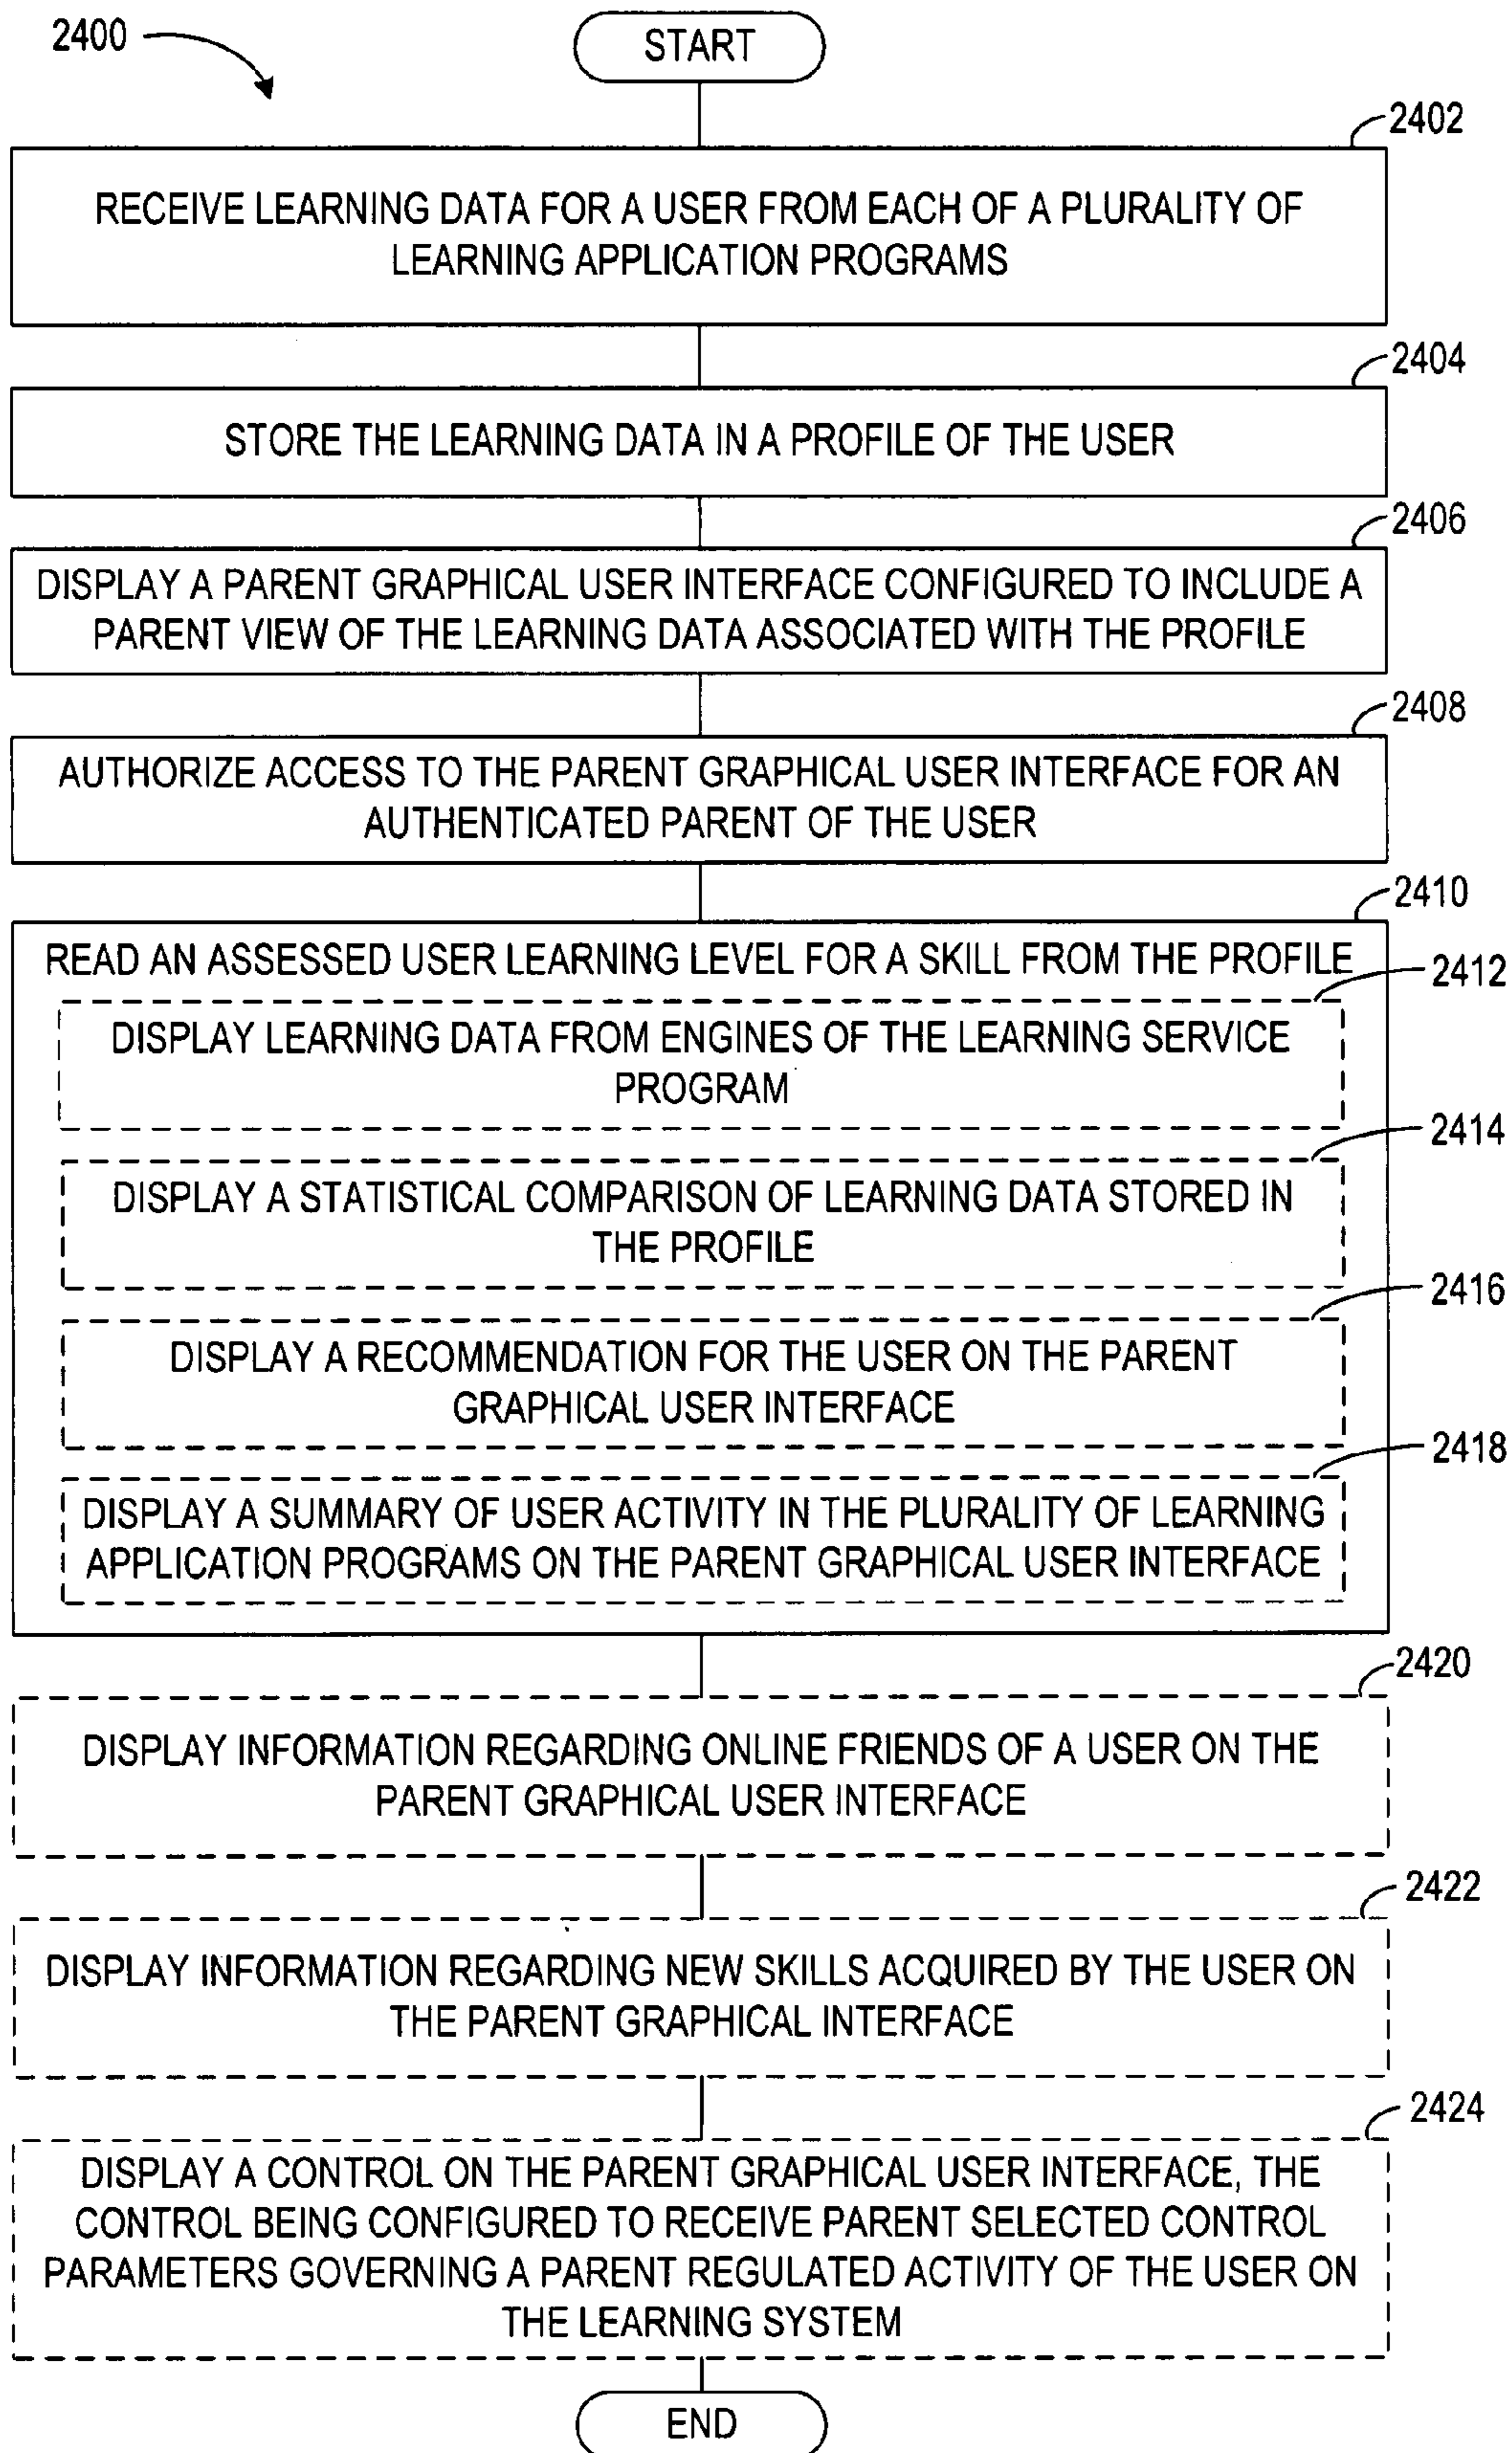 2400
START
2402
RECEIVE LEARNING DATA FOR A USER FROM EACH OF A PLURALITY OF
LEARNING APPLICATION PROGRAMS
2404
STORE THE LEARNING DATA IN A PROFILE OF THE USER
2406
DISPLAY A PARENT GRAPHICAL USER INTERFACE CONFIGURED TO INCLUDE A
PARENT VIEW OF THE LEARNING DATA ASSOCIATED WITH THE PROFILE
2408
AUTHORIZE ACCESS TO THE PARENT GRAPHICAL USER INTERFACE FOR AN
AUTHENTICATED PARENT OF THE USER
2410
READ AN ASSESSED USER LEARNING LEVEL FOR A SKILL FROM THE PROFILE
2412
DISPLAY LEARNING DATA FROM ENGINES OF THE LEARNING SERVICE
PROGRAM
2414
DISPLAY A STATISTICAL COMPARISON OF LEARNING DATA STORED IN
THE PROFILE
2416
DISPLAY A RECOMMENDATION FOR THE USER ON THE PARENT
GRAPHICAL USER INTERFACE
2418
DISPLAY A SUMMARY OF USER ACTIVITY IN THE PLURALITY OF LEARNING
APPLICATION PROGRAMS ON THE PARENT GRAPHICAL USER INTERFACE
2420
DISPLAY INFORMATION REGARDING ONLINE FRIENDS OF A USER ON THE
PARENT GRAPHICAL USER INTERFACE
2422
DISPLAY INFORMATION REGARDING NEW SKILLS ACQUIRED BY THE USER ON
THE PARENT GRAPHICAL INTERFACE
2424
DISPLAY A CONTROL ON THE PARENT GRAPHICAL USER INTERFACE, THE
CONTROL BEING CONFIGURED TO RECEIVE PARENT SELECTED CONTROL
PARAMETERS GOVERNING A PARENT REGULATED ACTIVITY OF THE USER ON
THE LEARNING SYSTEM
END